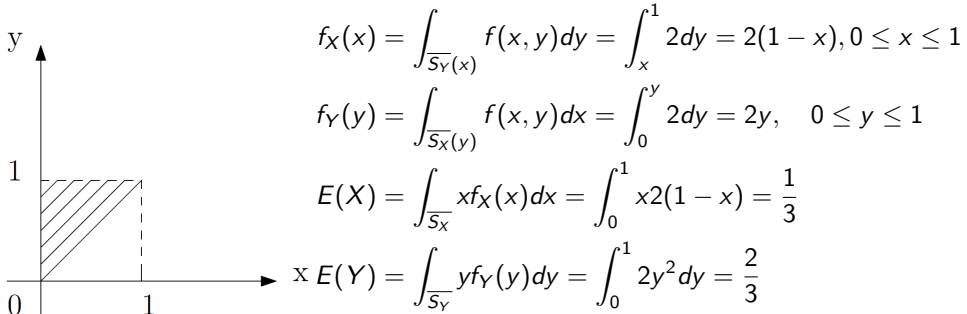 y
1
0
1
x
f_X(x) = ∫_{\overline{S_Y}(x)} f(x, y)dy = ∫_x^1 2dy = 2(1 − x), 0 ≤ x ≤ 1
f_Y(y) = ∫_{\overline{S_X}(y)} f(x, y)dx = ∫_0^y 2dy = 2y, 0 ≤ y ≤ 1
E(X) = ∫_{\overline{S_X}} xf_X(x)dx = ∫_0^1 x2(1 − x) = \frac{1}{3}
E(Y) = ∫_{\overline{S_Y}} yf_Y(y)dy = ∫_0^1 2y^2dy = \frac{2}{3}